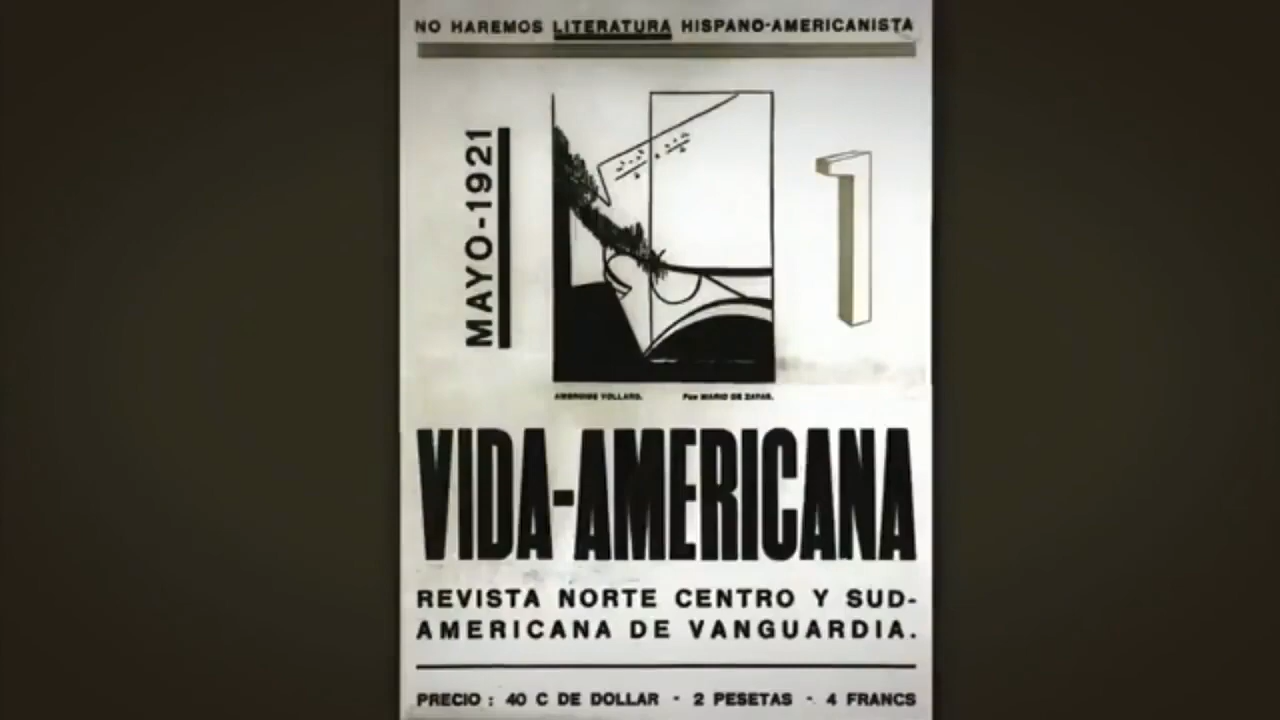 NO HAREMOS LITERATURA HISPANO-AMERICANISTA
MAYO-1921
1
AMBROISE VOLLARD. Por MARIO DE ZAYAS.
VIDA-AMERICANA
REVISTA NORTE CENTRO Y SUD-
AMERICANA DE VANGUARDIA.
PRECIO : 40 C DE DOLLAR - 2 PESETAS - 4 FRANCS